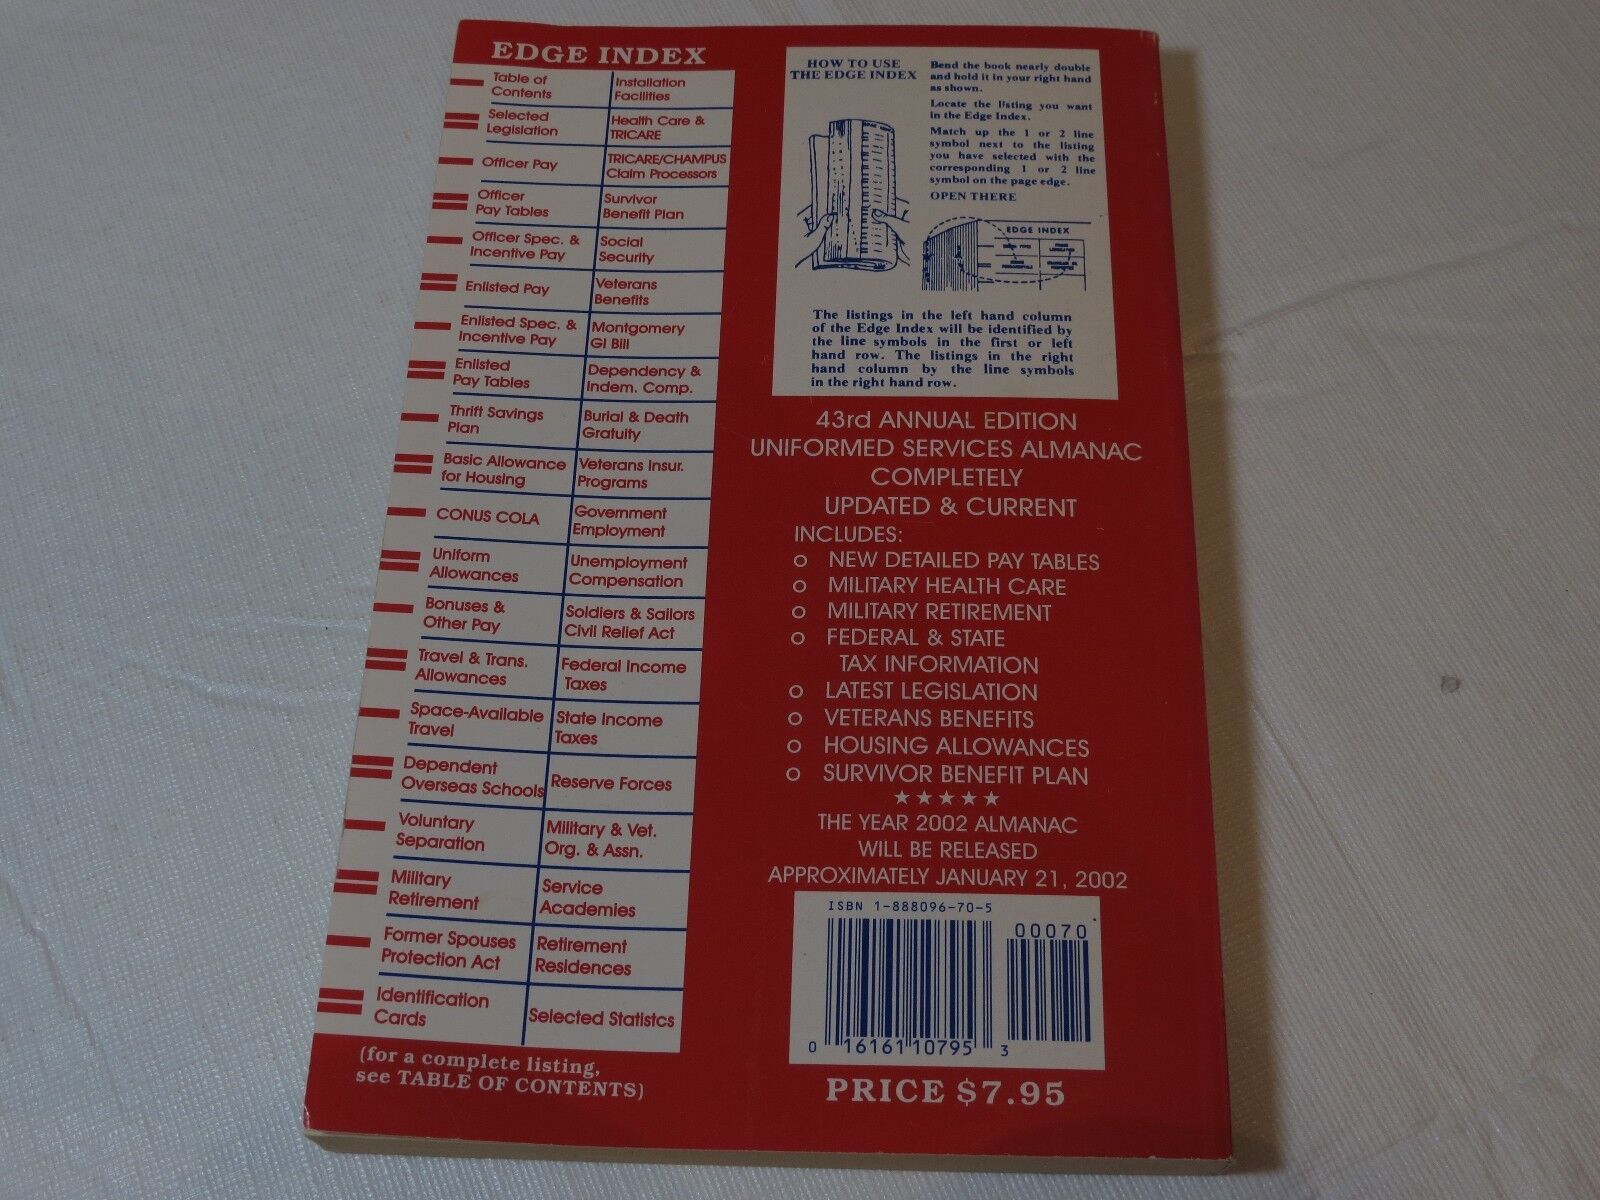 EDGE INDEX
Table of
Contents
Installation
Facilities
Selected
Legislation
Health Care &
TRICARE
Officer Pay
TRICARE/CHAMPUS
Claim Processors
Officer
Pay Tables
Survivor
Benefit Plan
Officer Spec. &
Incentive Pay
Social
Security
Enlisted Pay
Veterans
Benefits
Enlisted Spec. &
Incentive Pay
Montgomery
GI Bill
Enlisted
Pay Tables
Dependency &
Indem. Comp.
Thrift Savings
Plan
Burial & Death
Gratuity
Basic Allowance
for Housing
Veterans Insur.
Programs
CONUS COLA
Government
Employment
Uniform
Allowances
Unemployment
Compensation
Bonuses &
Other Pay
Soldiers & Sailors
Civil Relief Act
Travel & Trans.
Allowances
Federal Income
Taxes
Space-Available
Travel
State Income
Taxes
Dependent
Overseas Schools
Reserve Forces
Voluntary
Separation
Military & Vet.
Org. & Assn.
Military
Retirement
Service
Academies
Former Spouses
Protection Act
Retirement
Residences
Identification
Cards
Selected Statistcs
(for a complete listing,
see TABLE OF CONTENTS)
HOW TO USE
THE EDGE INDEX
Bend the book nearly double
and hold it in your right hand
as shown.
Locate the listing you want
in the Edge Index.
Match up the 1 or 2 line
symbol next to the listing
you have selected with the
corresponding 1 or 2 line
symbol on the page edge.
OPEN THERE
EDGE INDEX
The listings in the left hand column
of the Edge Index will be identified by
the line symbols in the first or left
hand row. The listings in the right
hand column by the line symbols
in the right hand row.
43rd ANNUAL EDITION
UNIFORMED SERVICES ALMANAC
COMPLETELY
UPDATED & CURRENT
INCLUDES:
NEW DETAILED PAY TABLES
MILITARY HEALTH CARE
MILITARY RETIREMENT
FEDERAL & STATE
TAX INFORMATION
LATEST LEGISLATION
VETERANS BENEFITS
HOUSING ALLOWANCES
SURVIVOR BENEFIT PLAN
★★★★★
THE YEAR 2002 ALMANAC
WILL BE RELEASED
APPROXIMATELY JANUARY 21, 2002
ISBN 1-888096-70-5
00070
0 16161 10795 3
PRICE $7.95